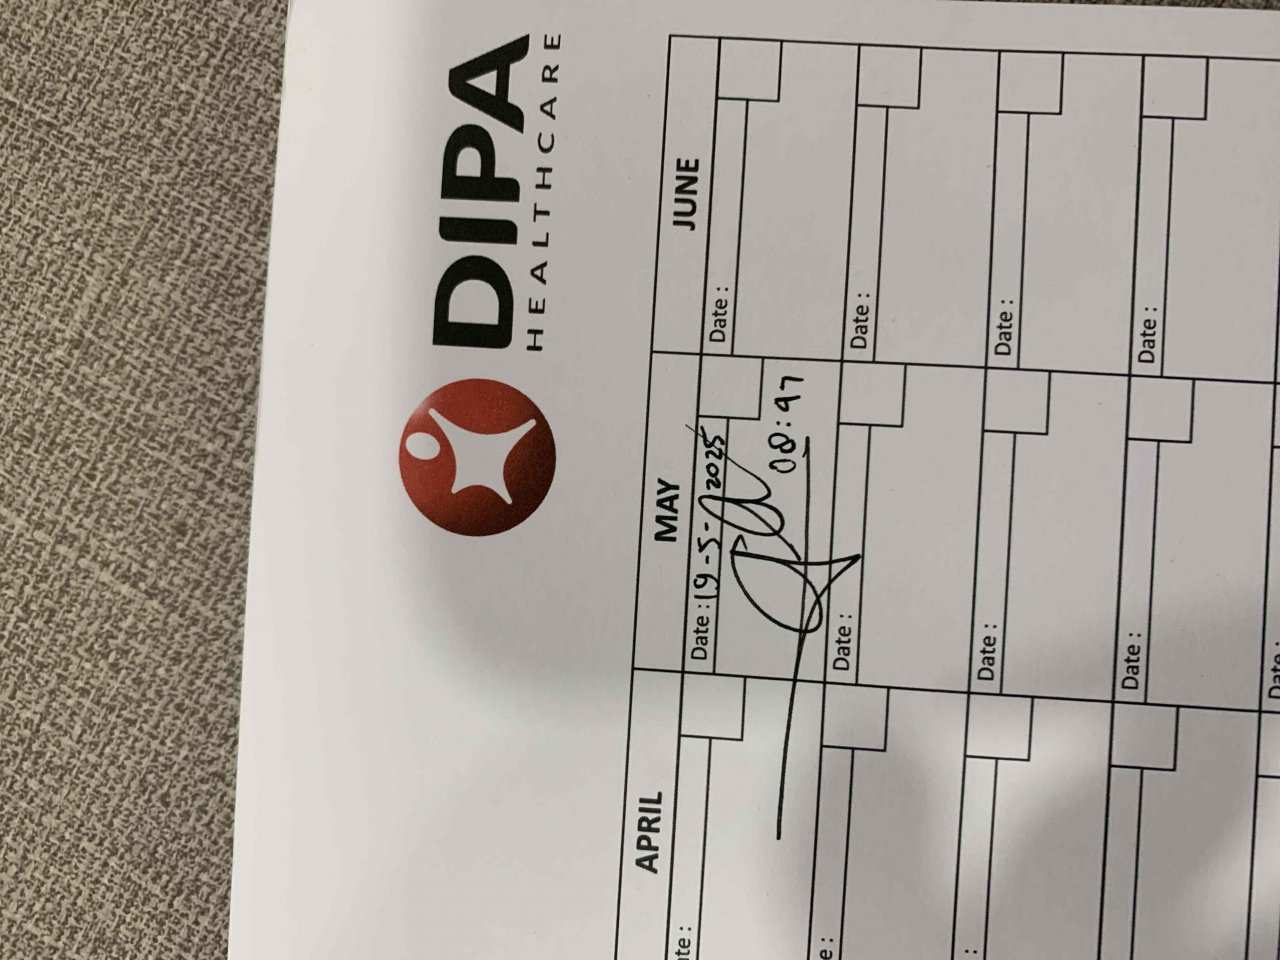 DIPA
HEALTHCARE
APRIL MAY JUNE
te: Date: 19-5-2025 Date:
08:47
e: Date: Date:
: Date: Date:
Date: Date:
Date: